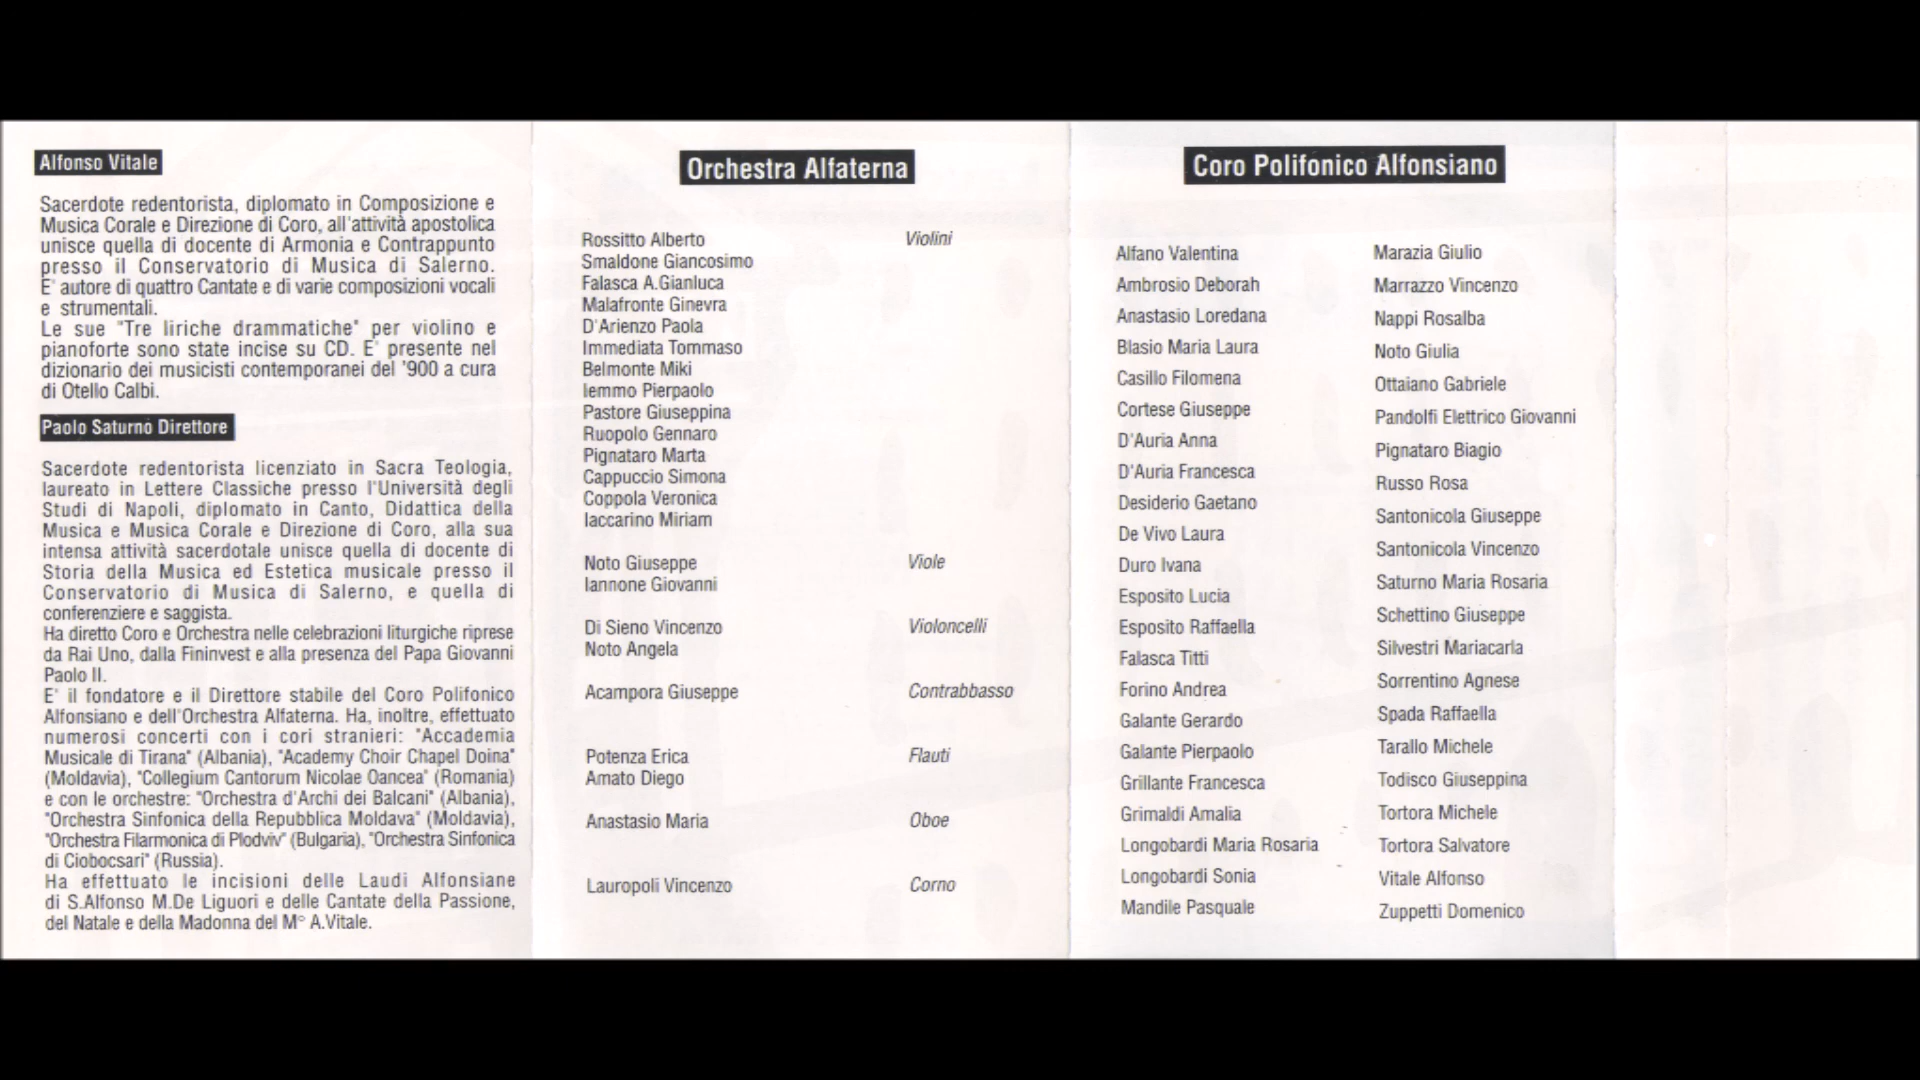 Alfonso Vitale
Sacerdote redentorista, diplomato in Composizione e
Musica Corale e Direzione di Coro, all'attività apostolica
unisce quella di docente di Armonia e Contrappunto
presso il Conservatorio di Musica di Salerno.
E' autore di quattro Cantate e di varie composizioni vocali
e strumentali.
Le sue "Tre liriche drammatiche" per violino e
pianoforte sono state incise su CD. E' presente nel
dizionario dei musicisti contemporanei del '900 a cura
di Otello Calbi.
Paolo Saturno Direttore
Sacerdote redentorista licenziato in Sacra Teologia,
laureato in Lettere Classiche presso l'Università degli
Studi di Napoli, diplomato in Canto, Didattica della
Musica e Musica Corale e Direzione di Coro, alla sua
intensa attività sacerdotale unisce quella di docente di
Storia della Musica ed Estetica musicale presso il
Conservatorio di Musica di Salerno, e quella di
conferenziere e saggista.
Ha diretto Coro e Orchestra nelle celebrazioni liturgiche riprese
da Rai Uno, dalla Fininvest e alla presenza del Papa Giovanni
Paolo II.
E' il fondatore e il Direttore stabile del Coro Polifonico
Alfonsiano e dell'Orchestra Alfaterna. Ha, inoltre, effettuato
numerosi concerti con i cori stranieri: "Accademia
Musicale di Tirana" (Albania), "Academy Choir Chapel Doina"
(Moldavia), "Collegium Cantorum Nicolae Oancea" (Romania)
e con le orchestre: "Orchestra d'Archi dei Balcani" (Albania),
"Orchestra Sinfonica della Repubblica Moldava" (Moldavia),
"Orchestra Filarmonica di Plodviv" (Bulgaria), "Orchestra Sinfonica
di Ciobocsari" (Russia).
Ha effettuato le incisioni delle Laudi Alfonsiane
di S.Alfonso M.De Liguori e delle Cantate della Passione,
del Natale e della Madonna del M° A.Vitale.
Orchestra Alfaterna
Rossitto Alberto Violini
Smaldone Giancosimo
Falasca A.Gianluca
Malafronte Ginevra
D'Arienzo Paola
Immediata Tommaso
Belmonte Miki
Iemmo Pierpaolo
Pastore Giuseppina
Ruopolo Gennaro
Pignataro Marta
Cappuccio Simona
Coppola Veronica
Iaccarino Miriam
Noto Giuseppe Viole
Iannone Giovanni
Di Sieno Vincenzo Violoncelli
Noto Angela
Acampora Giuseppe Contrabbasso
Potenza Erica Flauti
Amato Diego
Anastasio Maria Oboe
Lauropoli Vincenzo Corno
Coro Polifonico Alfonsiano
Alfano Valentina
Ambrosio Deborah
Anastasio Loredana
Blasio Maria Laura
Casillo Filomena
Cortese Giuseppe
D'Auria Anna
D'Auria Francesca
Desiderio Gaetano
De Vivo Laura
Duro Ivana
Esposito Lucia
Esposito Raffaella
Falasca Titti
Forino Andrea
Galante Gerardo
Galante Pierpaolo
Grillante Francesca
Grimaldi Amalia
Longobardi Maria Rosaria
Longobardi Sonia
Mandile Pasquale
Marazia Giulio
Marrazzo Vincenzo
Nappi Rosalba
Noto Giulia
Ottaiano Gabriele
Pandolfi Elettrico Giovanni
Pignataro Biagio
Russo Rosa
Santonicola Giuseppe
Santonicola Vincenzo
Saturno Maria Rosaria
Schettino Giuseppe
Silvestri Mariacarla
Sorrentino Agnese
Spada Raffaella
Tarallo Michele
Todisco Giuseppina
Tortora Michele
Tortora Salvatore
Vitale Alfonso
Zuppetti Domenico